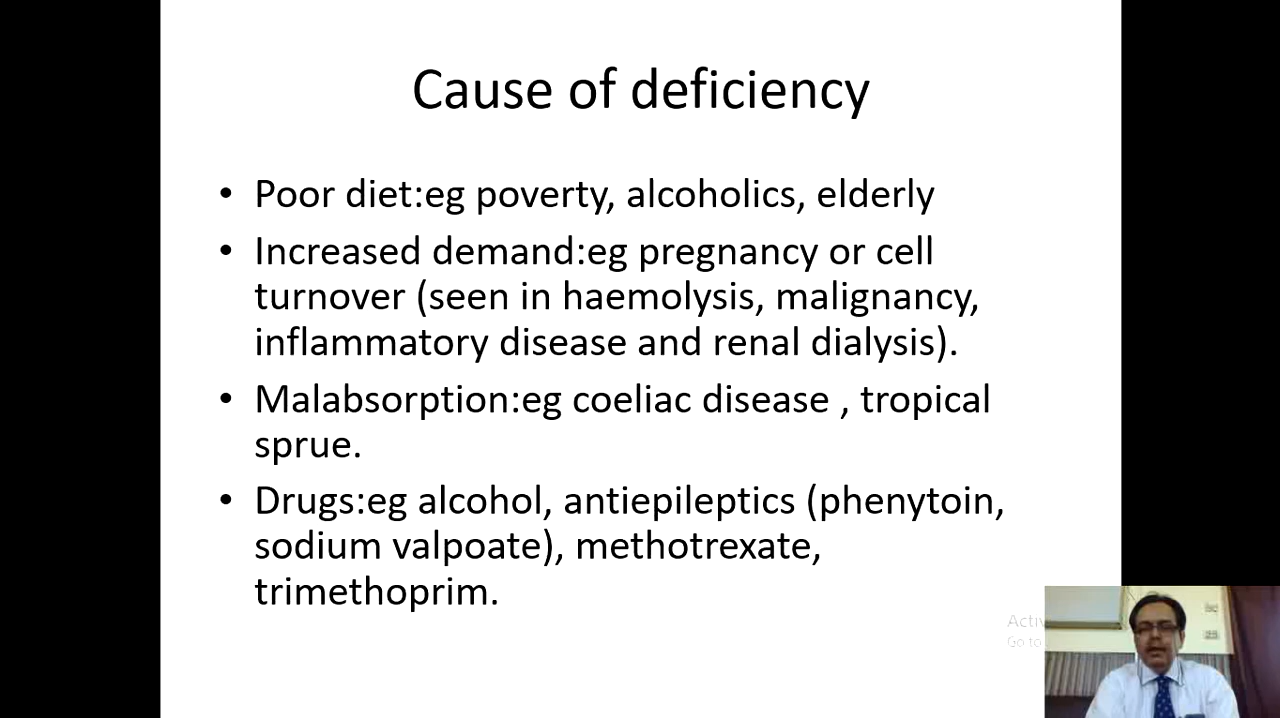 Cause of deficiency
• Poor diet:eg poverty, alcoholics, elderly
• Increased demand:eg pregnancy or cell
turnover (seen in haemolysis, malignancy,
inflammatory disease and renal dialysis).
• Malabsorption:eg coeliac disease , tropical
sprue.
• Drugs:eg alcohol, antiepileptics (phenytoin,
sodium valpoate), methotrexate,
trimethoprim.
Activ
Go to